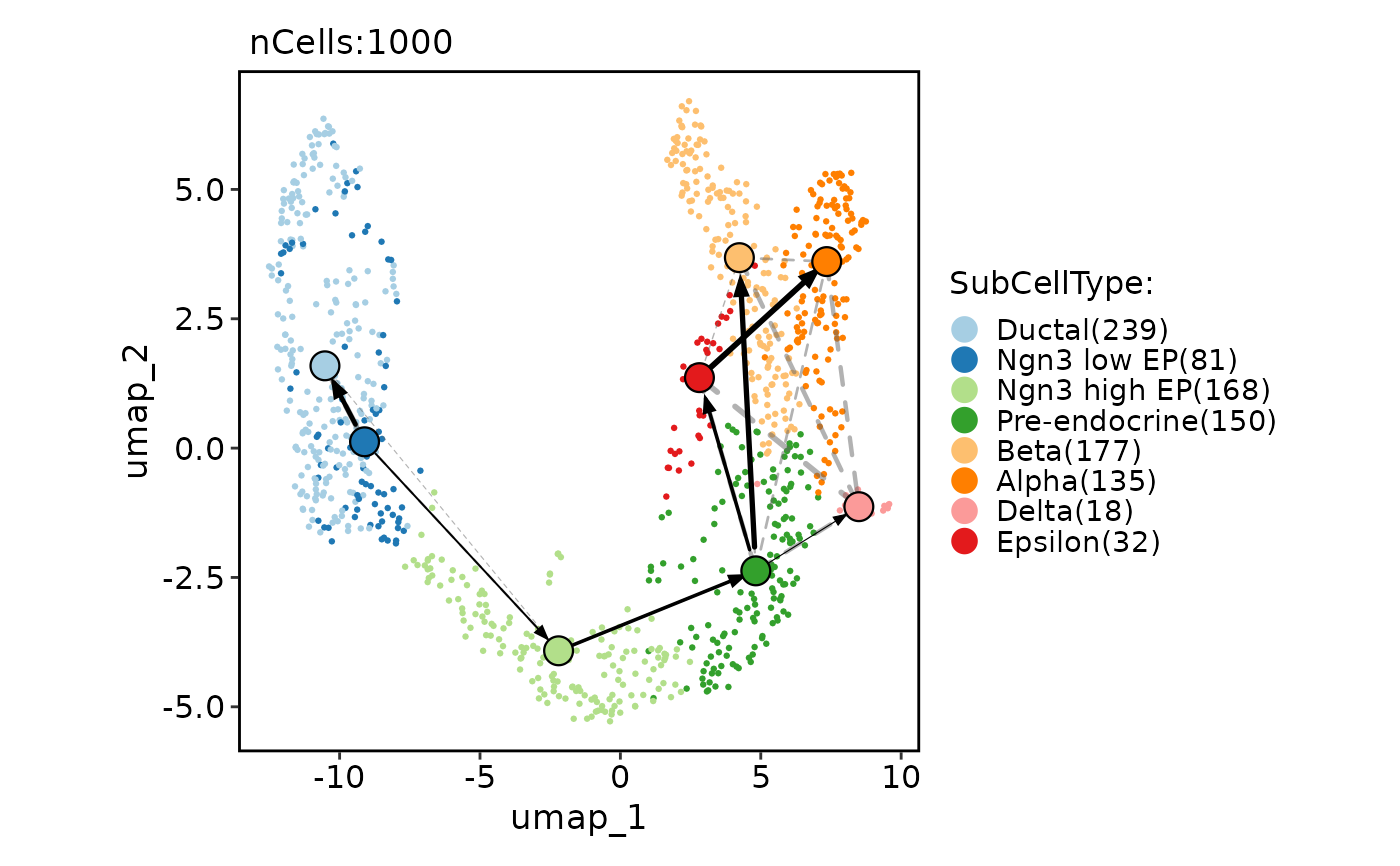 nCells:1000
umap_2
5.0
2.5
0.0
-2.5
-5.0
-10
-5
0
5
10
umap_1
SubCellType:
Ductal(239)
Ngn3 low EP(81)
Ngn3 high EP(168)
Pre-endocrine(150)
Beta(177)
Alpha(135)
Delta(18)
Epsilon(32)